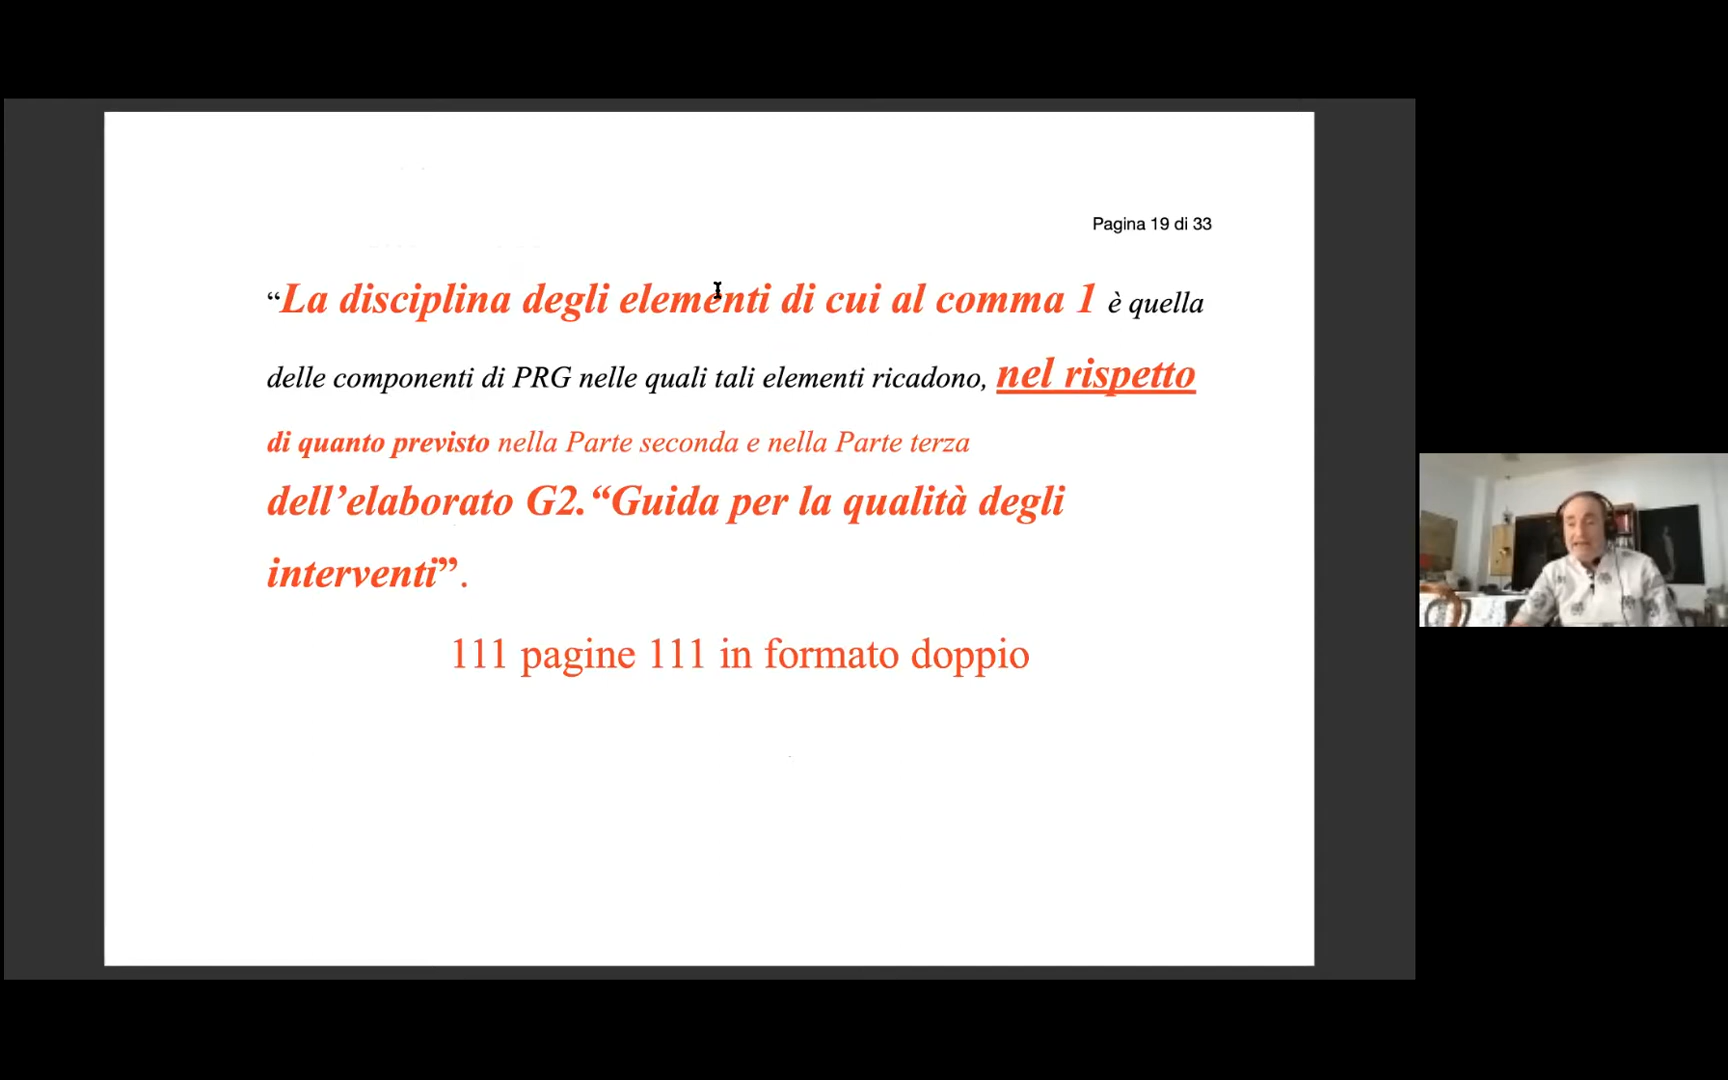 Pagina 19 di 33
“La disciplina degli elementi di cui al comma 1 è quella
delle componenti di PRG nelle quali tali elementi ricadono, nel rispetto
di quanto previsto nella Parte seconda e nella Parte terza
dell’elaborato G2.“Guida per la qualità degli
interventi”.
111 pagine 111 in formato doppio